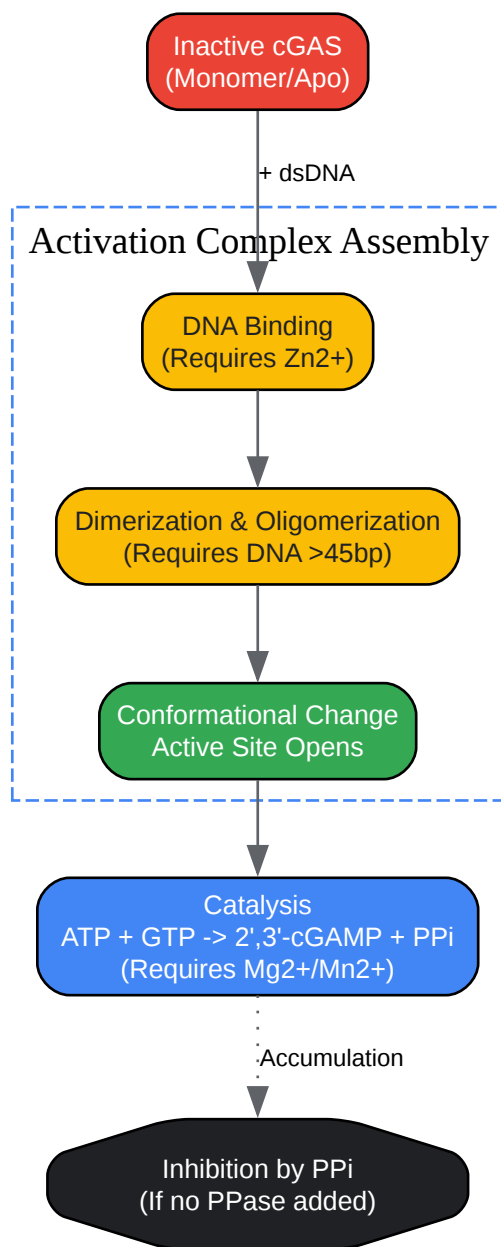 Inactive cGAS
(Monomer/Apo)
+ dsDNA
Activation Complex Assembly
DNA Binding
(Requires Zn2+)
Dimerization & Oligomerization
(Requires DNA >45bp)
Conformational Change
Active Site Opens
Catalysis
ATP + GTP -> 2',3'-cGAMP + PPi
(Requires Mg2+/Mn2+)
Accumulation
Inhibition by PPi
(If no PPase added)